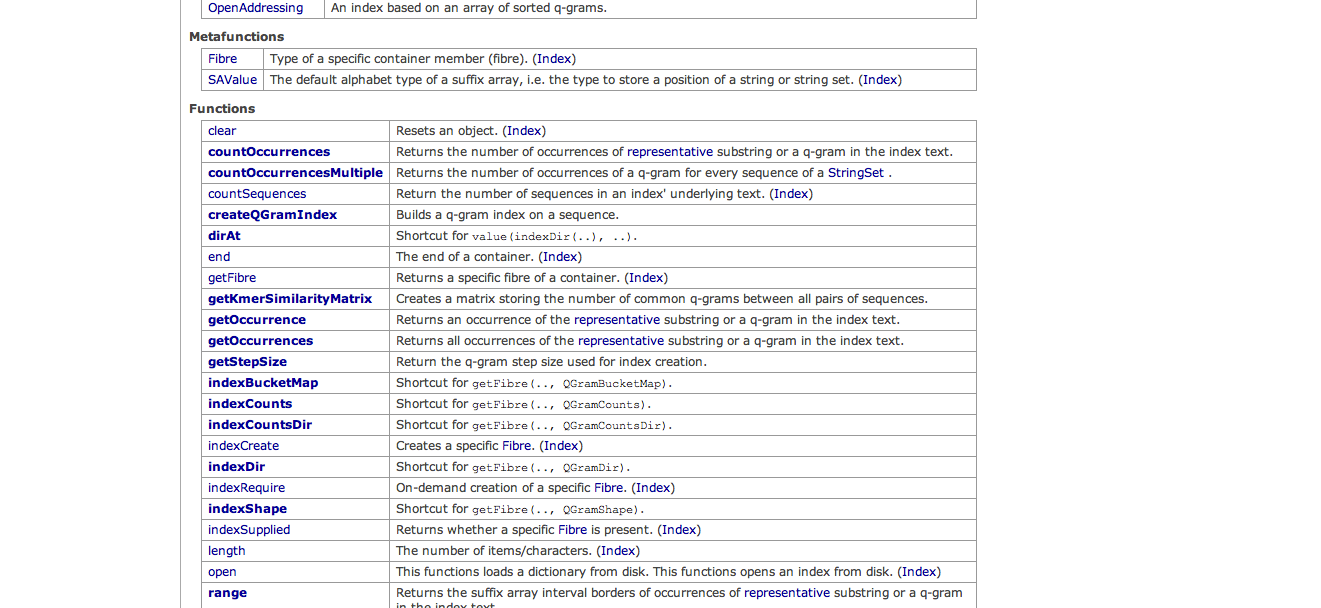 OpenAddressing An index based on an array of sorted q-grams.
Metafunctions
Fibre Type of a specific container member (fibre). (Index)
SAValue The default alphabet type of a suffix array, i.e. the type to store a position of a string or string set. (Index)
Functions
clear Resets an object. (Index)
countOccurrences Returns the number of occurrences of representative substring or a q-gram in the index text.
countOccurrencesMultiple Returns the number of occurrences of a q-gram for every sequence of a StringSet .
countSequences Return the number of sequences in an index' underlying text. (Index)
createQGramIndex Builds a q-gram index on a sequence.
dirAt Shortcut for value(indexDir(..), ..).
end The end of a container. (Index)
getFibre Returns a specific fibre of a container. (Index)
getKmerSimilarityMatrix Creates a matrix storing the number of common q-grams between all pairs of sequences.
getOccurrence Returns an occurrence of the representative substring or a q-gram in the index text.
getOccurrences Returns all occurrences of the representative substring or a q-gram in the index text.
getStepSize Return the q-gram step size used for index creation.
indexBucketMap Shortcut for getFibre(.., QGramBucketMap).
indexCounts Shortcut for getFibre(.., QGramCounts).
indexCountsDir Shortcut for getFibre(.., QGramCountsDir).
indexCreate Creates a specific Fibre. (Index)
indexDir Shortcut for getFibre(.., QGramDir).
indexRequire On-demand creation of a specific Fibre. (Index)
indexShape Shortcut for getFibre(.., QGramShape).
indexSupplied Returns whether a specific Fibre is present. (Index)
length The number of items/characters. (Index)
open This functions loads a dictionary from disk. This functions opens an index from disk. (Index)
range Returns the suffix array interval borders of occurrences of representative substring or a q-gram
in the index text.